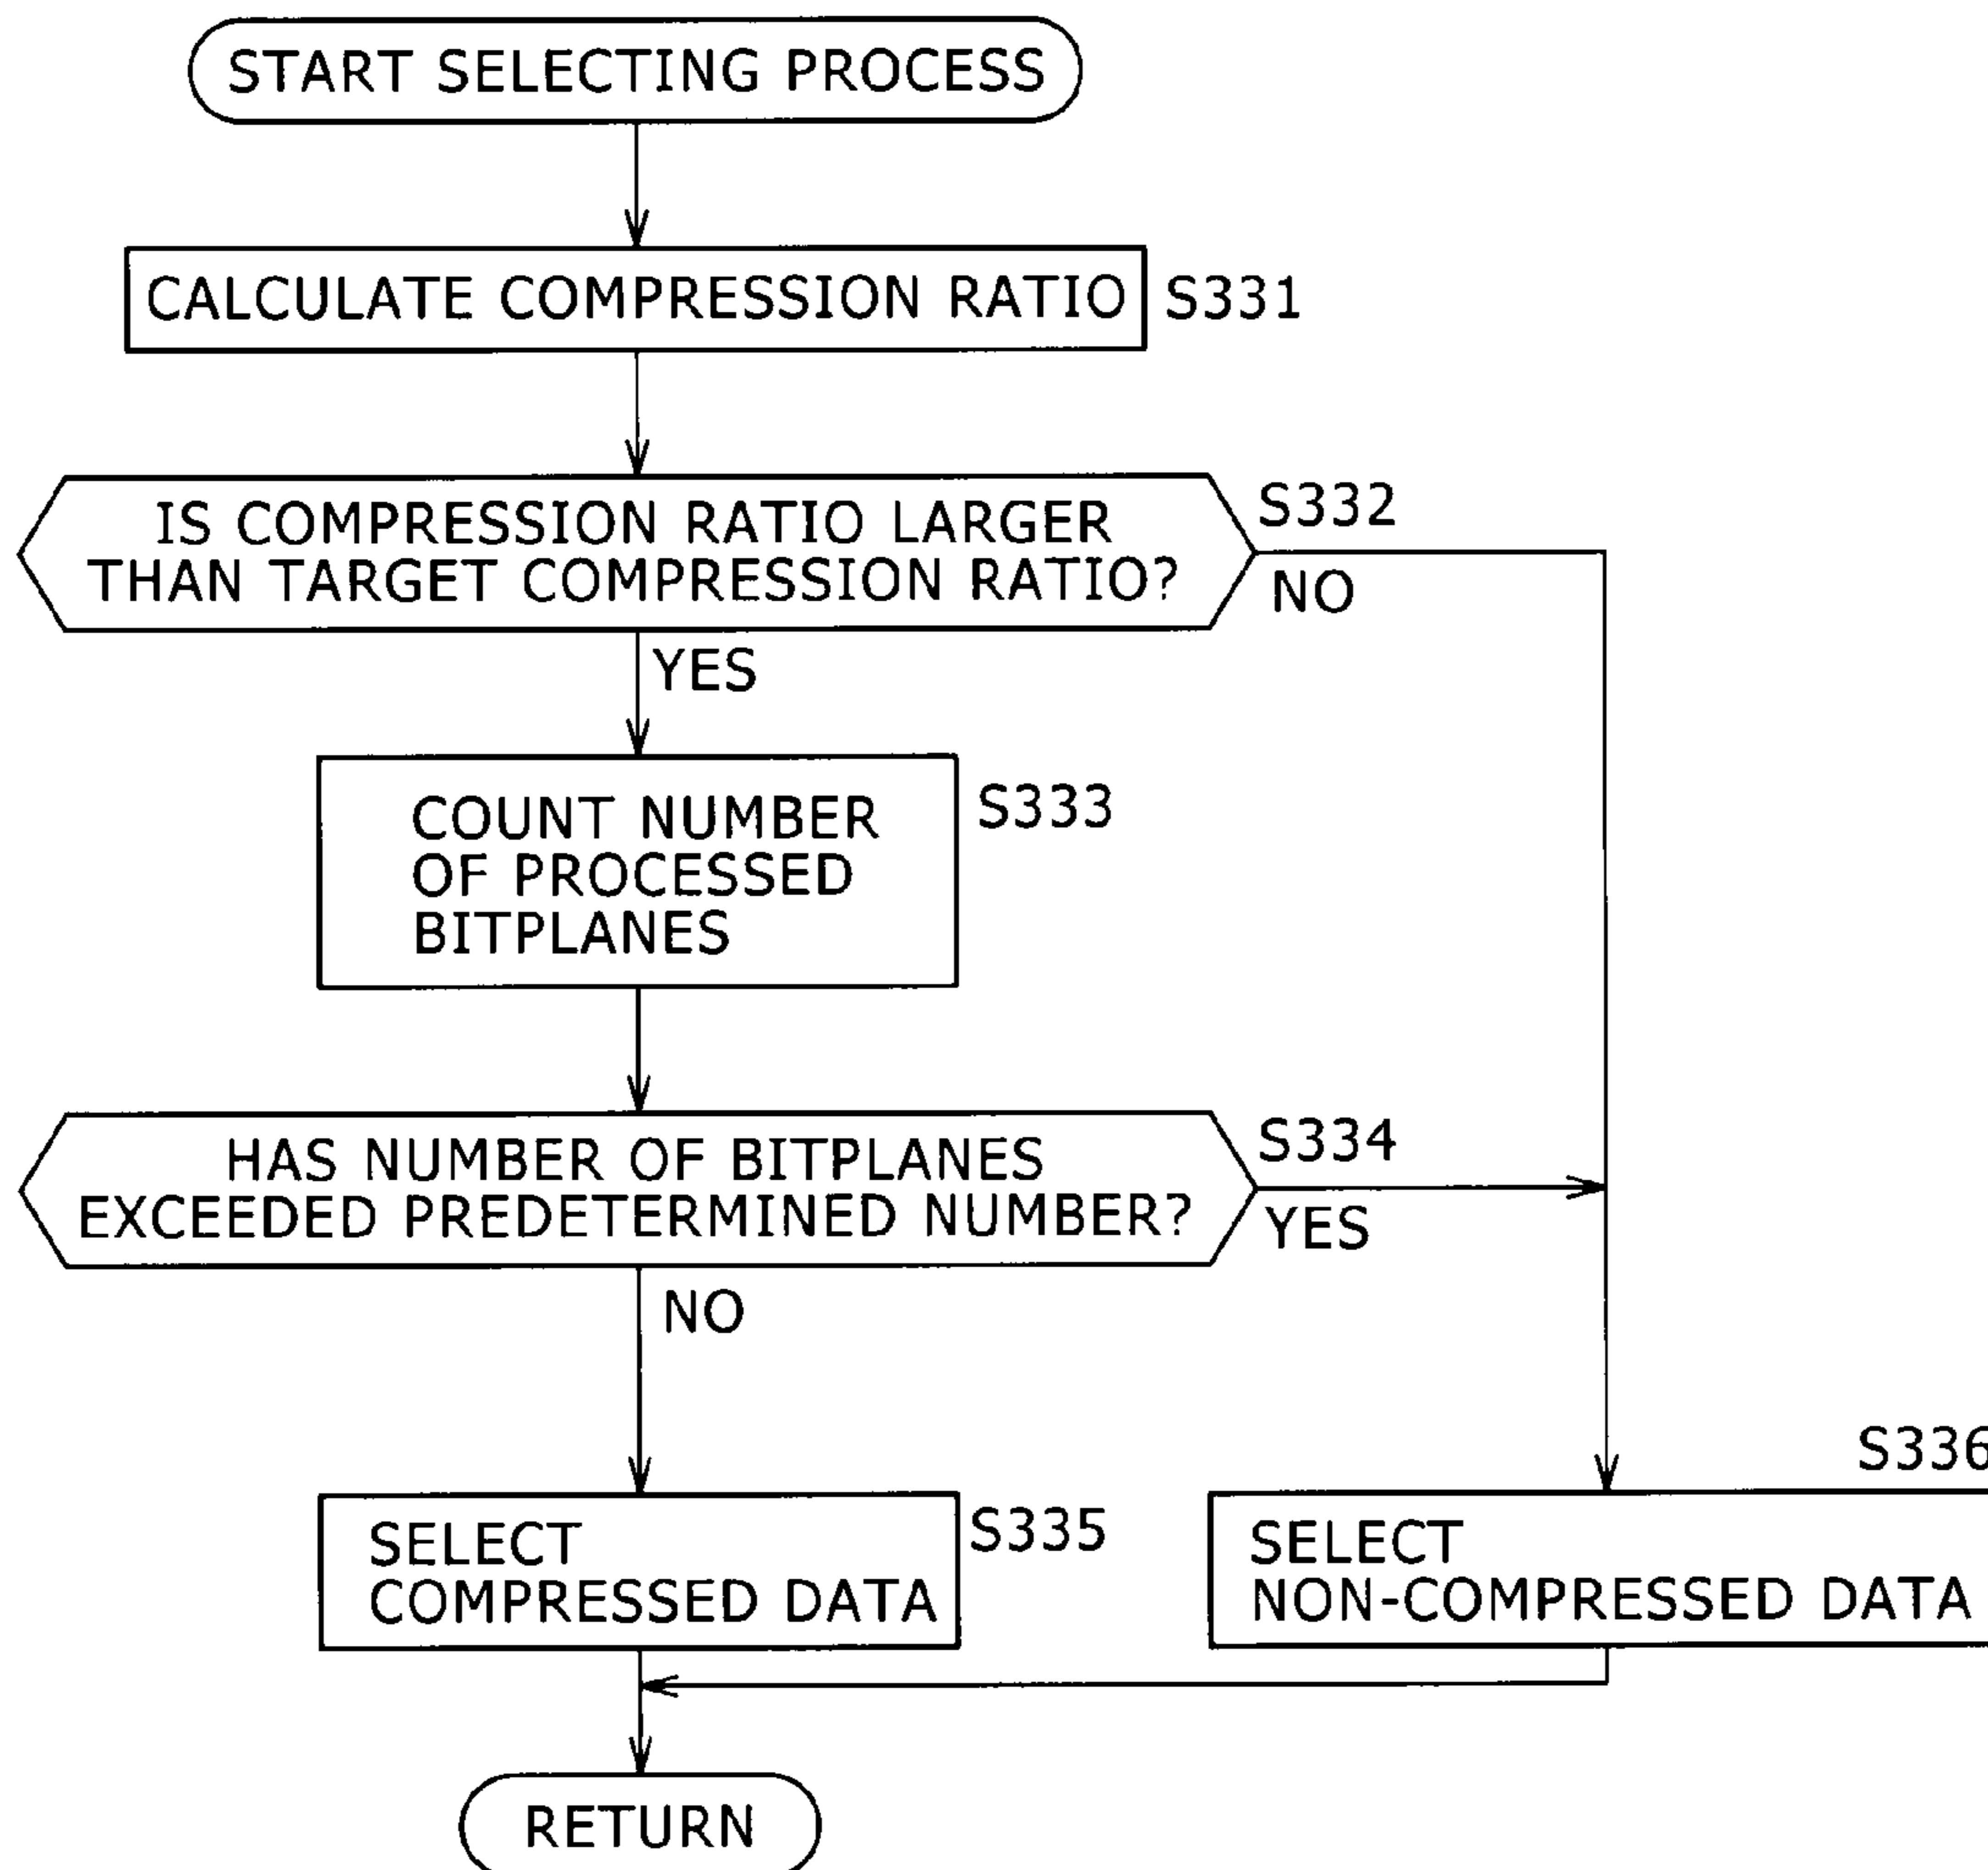 START SELECTING PROCESS
CALCULATE COMPRESSION RATIO
S331
IS COMPRESSION RATIO LARGER
THAN TARGET COMPRESSION RATIO?
S332
NO
YES
COUNT NUMBER
OF PROCESSED
BITPLANES
S333
HAS NUMBER OF BITPLANES
EXCEEDED PREDETERMINED NUMBER?
S334
YES
NO
SELECT
COMPRESSED DATA
S335
S336
SELECT
NON-COMPRESSED DATA
RETURN